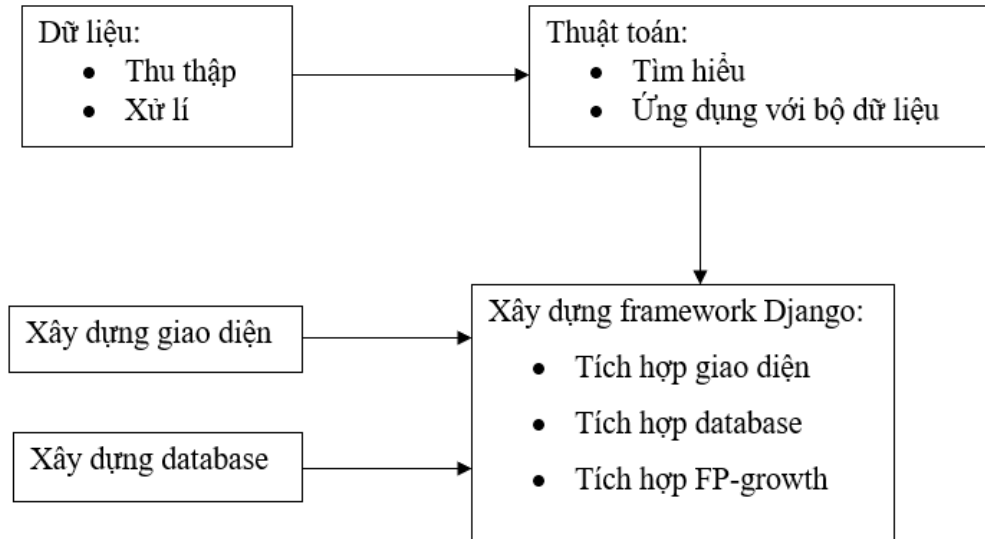 Dữ liệu:
• Thu thập
• Xử lí
Thuật toán:
• Tìm hiểu
• Ứng dụng với bộ dữ liệu
Xây dựng giao diện
Xây dựng database
Xây dựng framework Django:
• Tích hợp giao diện
• Tích hợp database
• Tích hợp FP-growth